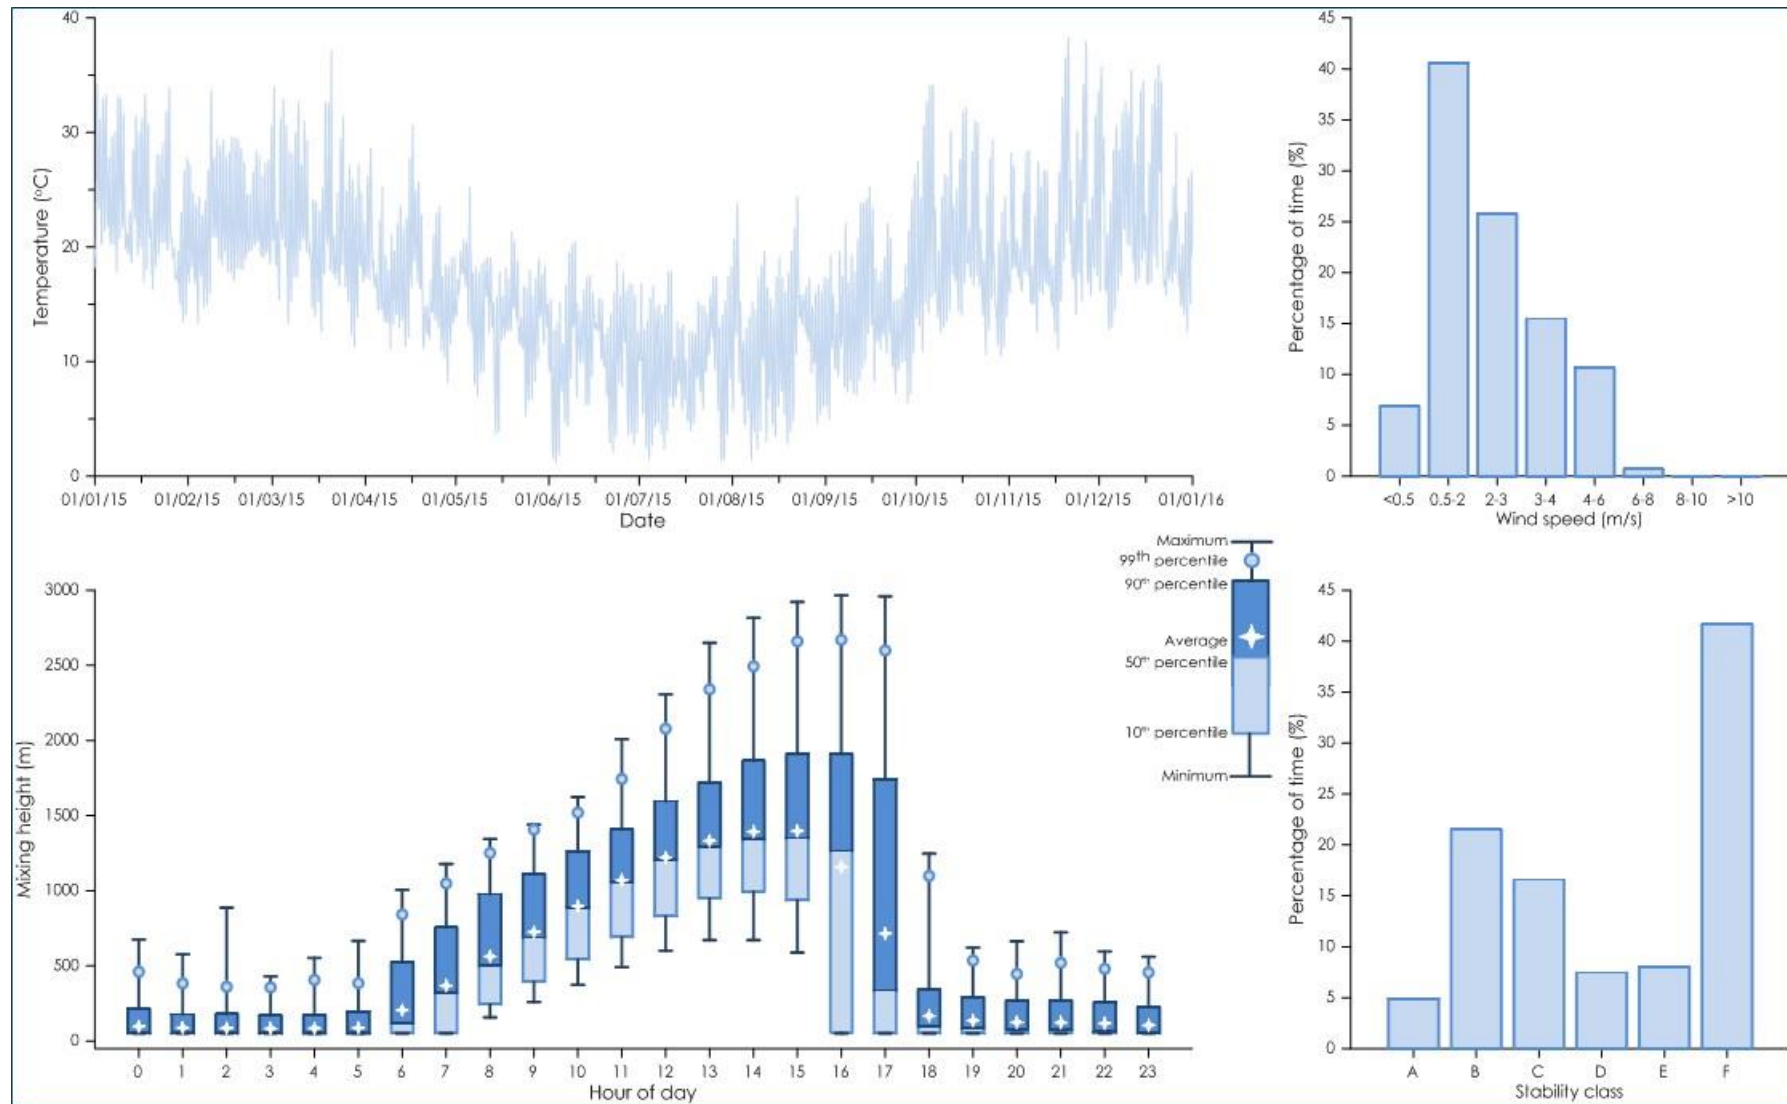 40
30
20
10
0
Temperature (°C)
01/01/15 01/02/15 01/03/15 01/04/15 01/05/15 01/06/15 01/07/15 01/08/15 01/09/15 01/10/15 01/11/15 01/12/15 01/01/16
Date
45
40
35
30
25
20
15
10
5
0
Percentage of time (%)
<0.5 0.5-2 2-3 3-4 4-6 6-8 8-10 >10
Wind speed (m/s)
3000
2500
2000
1500
1000
500
0
Mixing height (m)
0 1 2 3 4 5 6 7 8 9 10 11 12 13 14 15 16 17 18 19 20 21 22 23
Hour of day
Maximum
99th percentile
90th percentile
Average
50th percentile
10th percentile
Minimum
45
40
35
30
25
20
15
10
5
0
Percentage of time (%)
A B C D E F
Stability class